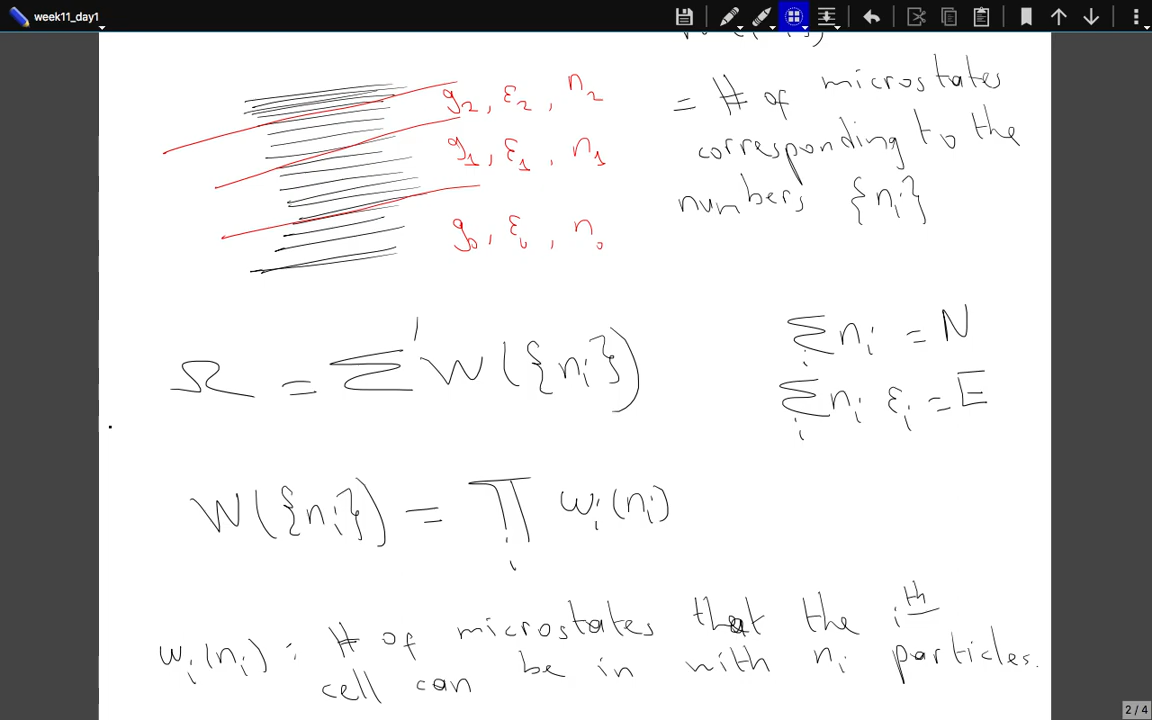 week11_day1
g₂, ε₂, n₂
g₁, ε₁, n₁
g₀, ε₀, n₀
= # of microstates
corresponding to the
numbers {nᵢ}
Ω = Σ' W({nᵢ})
Σᵢ nᵢ = N
Σᵢ nᵢ εᵢ = E
W({nᵢ}) = ∏ᵢ wᵢ(nᵢ)
wᵢ(nᵢ) : # of microstates that the iᵗʰ
cell can be in with nᵢ particles.
2 / 4